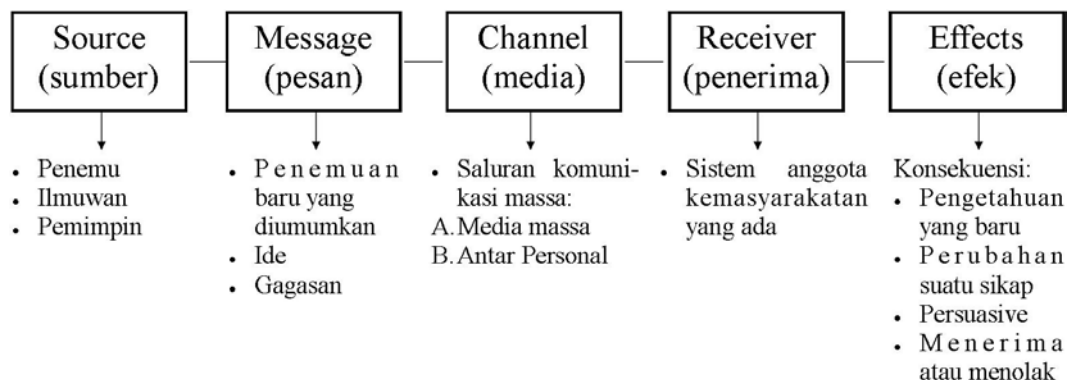 Source
(sumber)
Message
(pesan)
Channel
(media)
Receiver
(penerima)
Effects
(efek)
• Penemu
• Ilmuwan
• Pemimpin
• Penemuan
baru yang
diumumkan
• Ide
• Gagasan
• Saluran komuni-
kasi massa:
A. Media massa
B. Antar Personal
• Sistem anggota
kemasyarakatan
yang ada
Konsekuensi:
• Pengetahuan
yang baru
• Perubahan
suatu sikap
• Persuasive
• Menerima
atau menolak